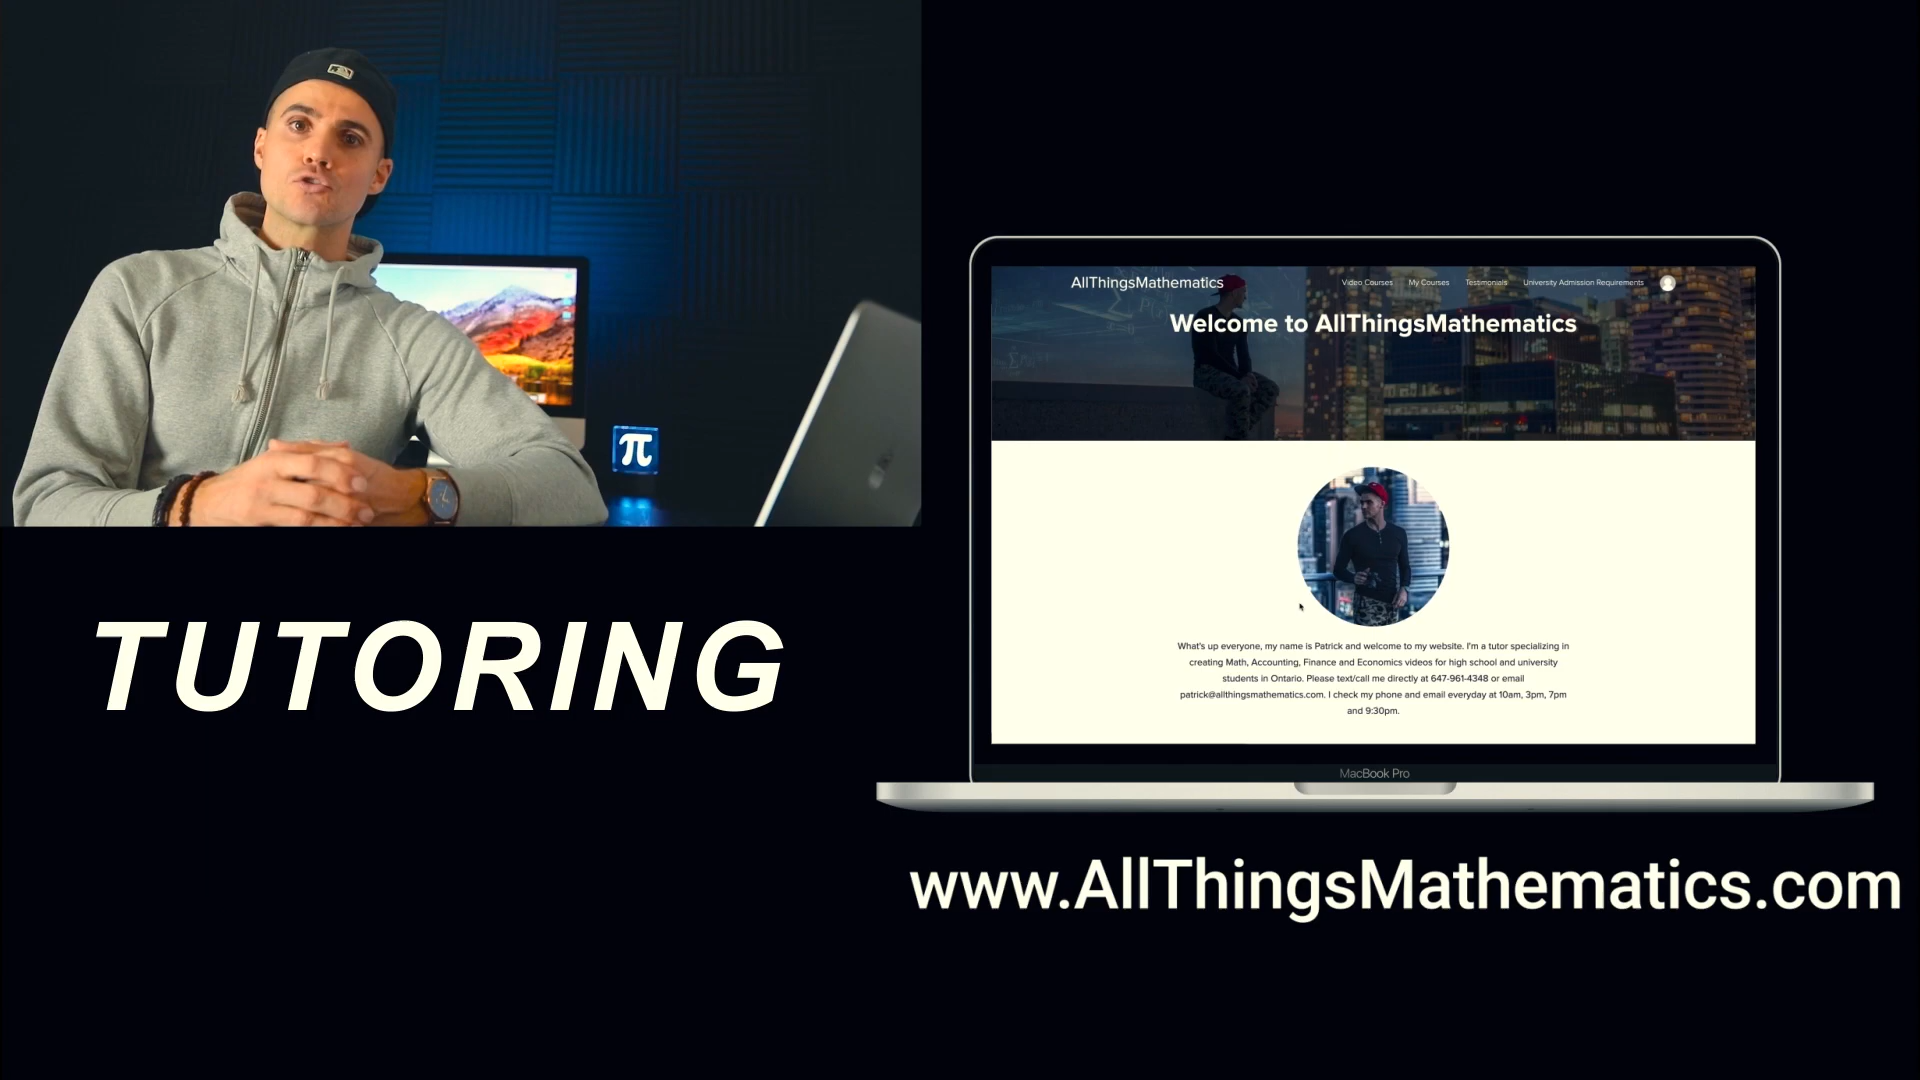 π
TUTORING
AllThingsMathematics
Video Courses
My Courses
Testimonials
University Admission Requirements
Welcome to AllThingsMathematics
What's up everyone, my name is Patrick and welcome to my website. I'm a tutor specializing in
creating Math, Accounting, Finance and Economics videos for high school and university
students in Ontario. Please text/call me directly at 647-961-4348 or email
patrick@allthingsmathematics.com. I check my phone and email everyday at 10am, 3pm, 7pm
and 9:30pm.
MacBook Pro
www.AllThingsMathematics.com